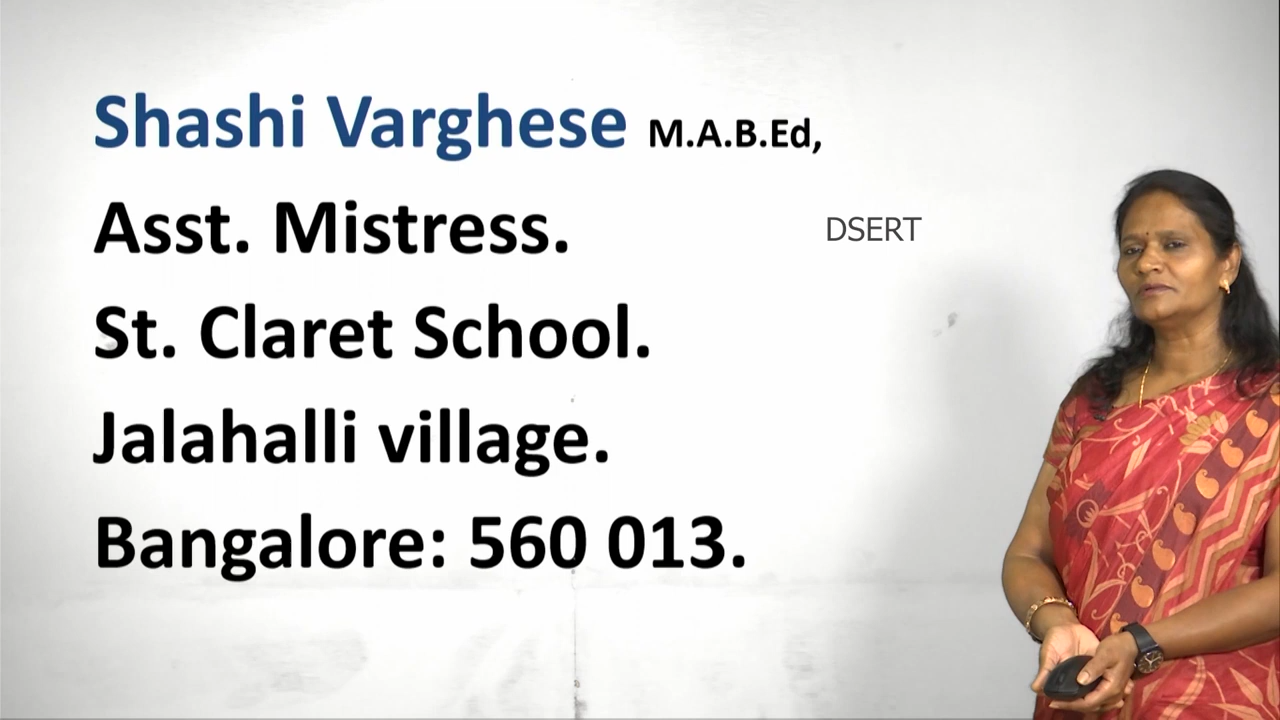 Shashi Varghese M.A.B.Ed,
Asst. Mistress.
DSERT
St. Claret School.
Jalahalli village.
Bangalore: 560 013.